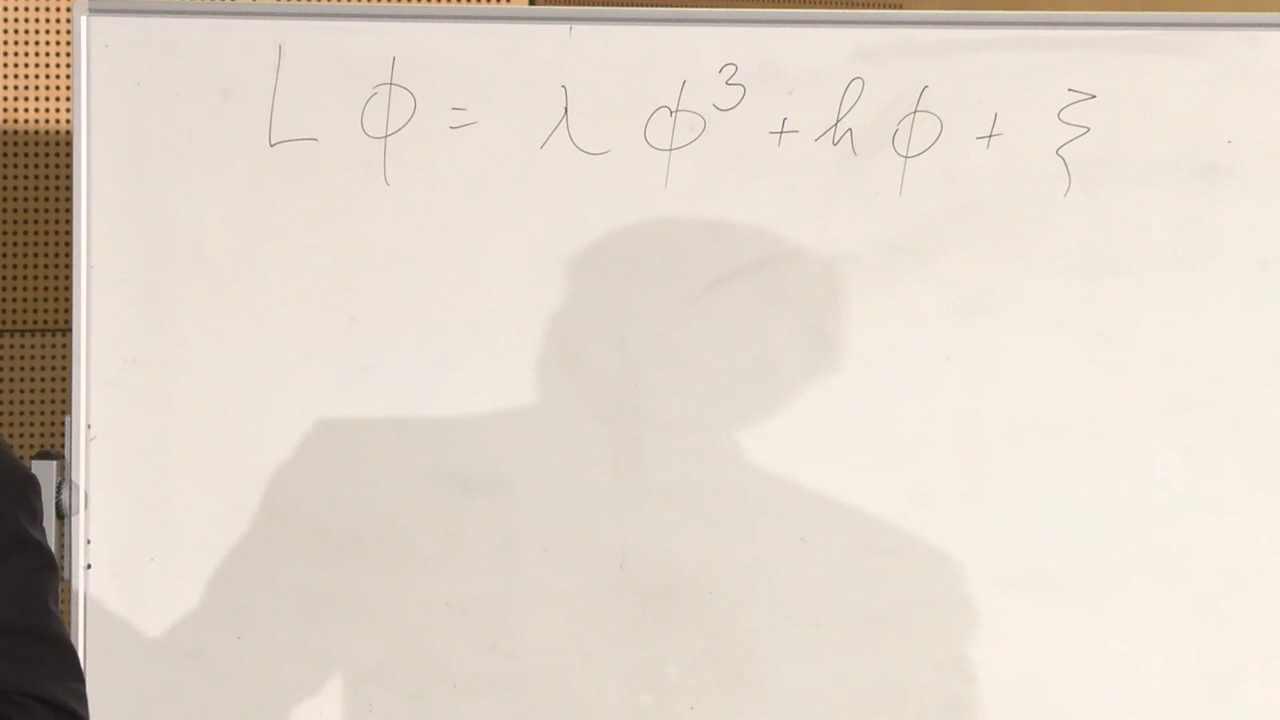 L ϕ = λ ϕ³ + h ϕ + ξ